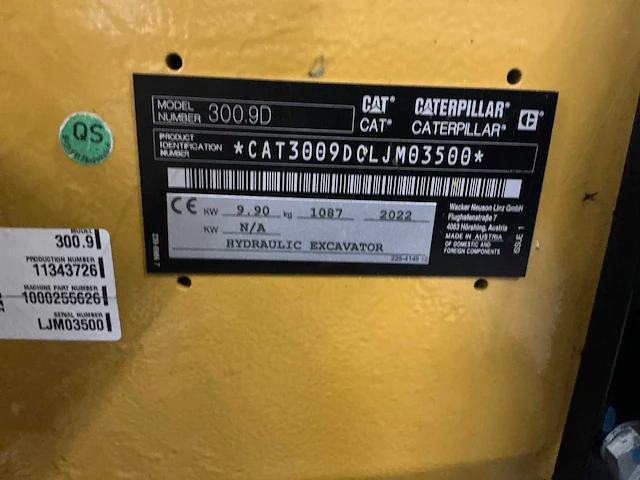 MODEL NUMBER 300.9D
CAT® CATERPILLAR®
CAT® CATERPILLAR®
PRODUCT IDENTIFICATION NUMBER *CAT3009DCLJM03500*
CE KW 9.90 kg 1087 2022
KW N/A
HYDRAULIC EXCAVATOR
Wacker Neuson Linz GmbH
Flughafenstraße 7
4063 Hörsching, Austria
MADE IN AUSTRIA
OF DOMESTIC AND
FOREIGN COMPONENTS
ISSUE 1
QS
MODEL
300.9
PRODUCTION NUMBER
11343726
MACHINE PART NUMBER
1000255626
SERIAL NUMBER
LJM03500